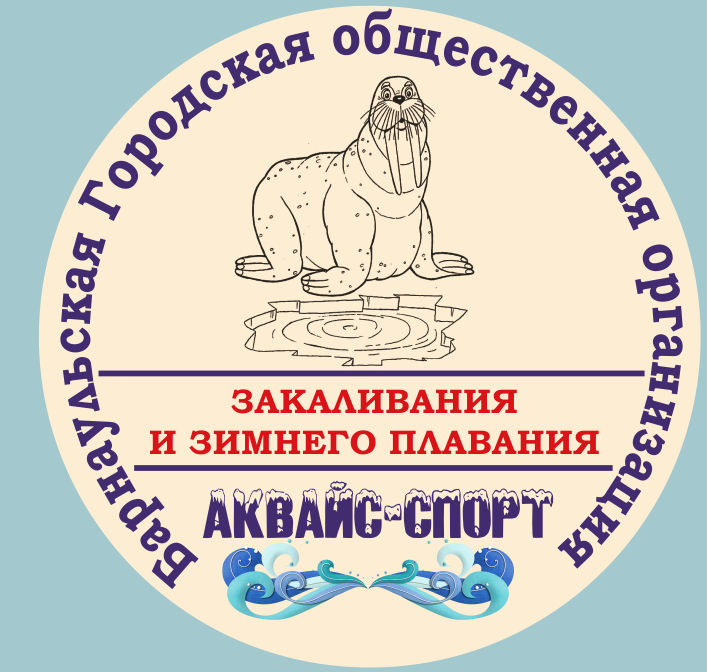 Барнаульская Городская общественная организация
ЗАКАЛИВАНИЯ
И ЗИМНЕГО ПЛАВАНИЯ
АКВАЙС-СПОРТ